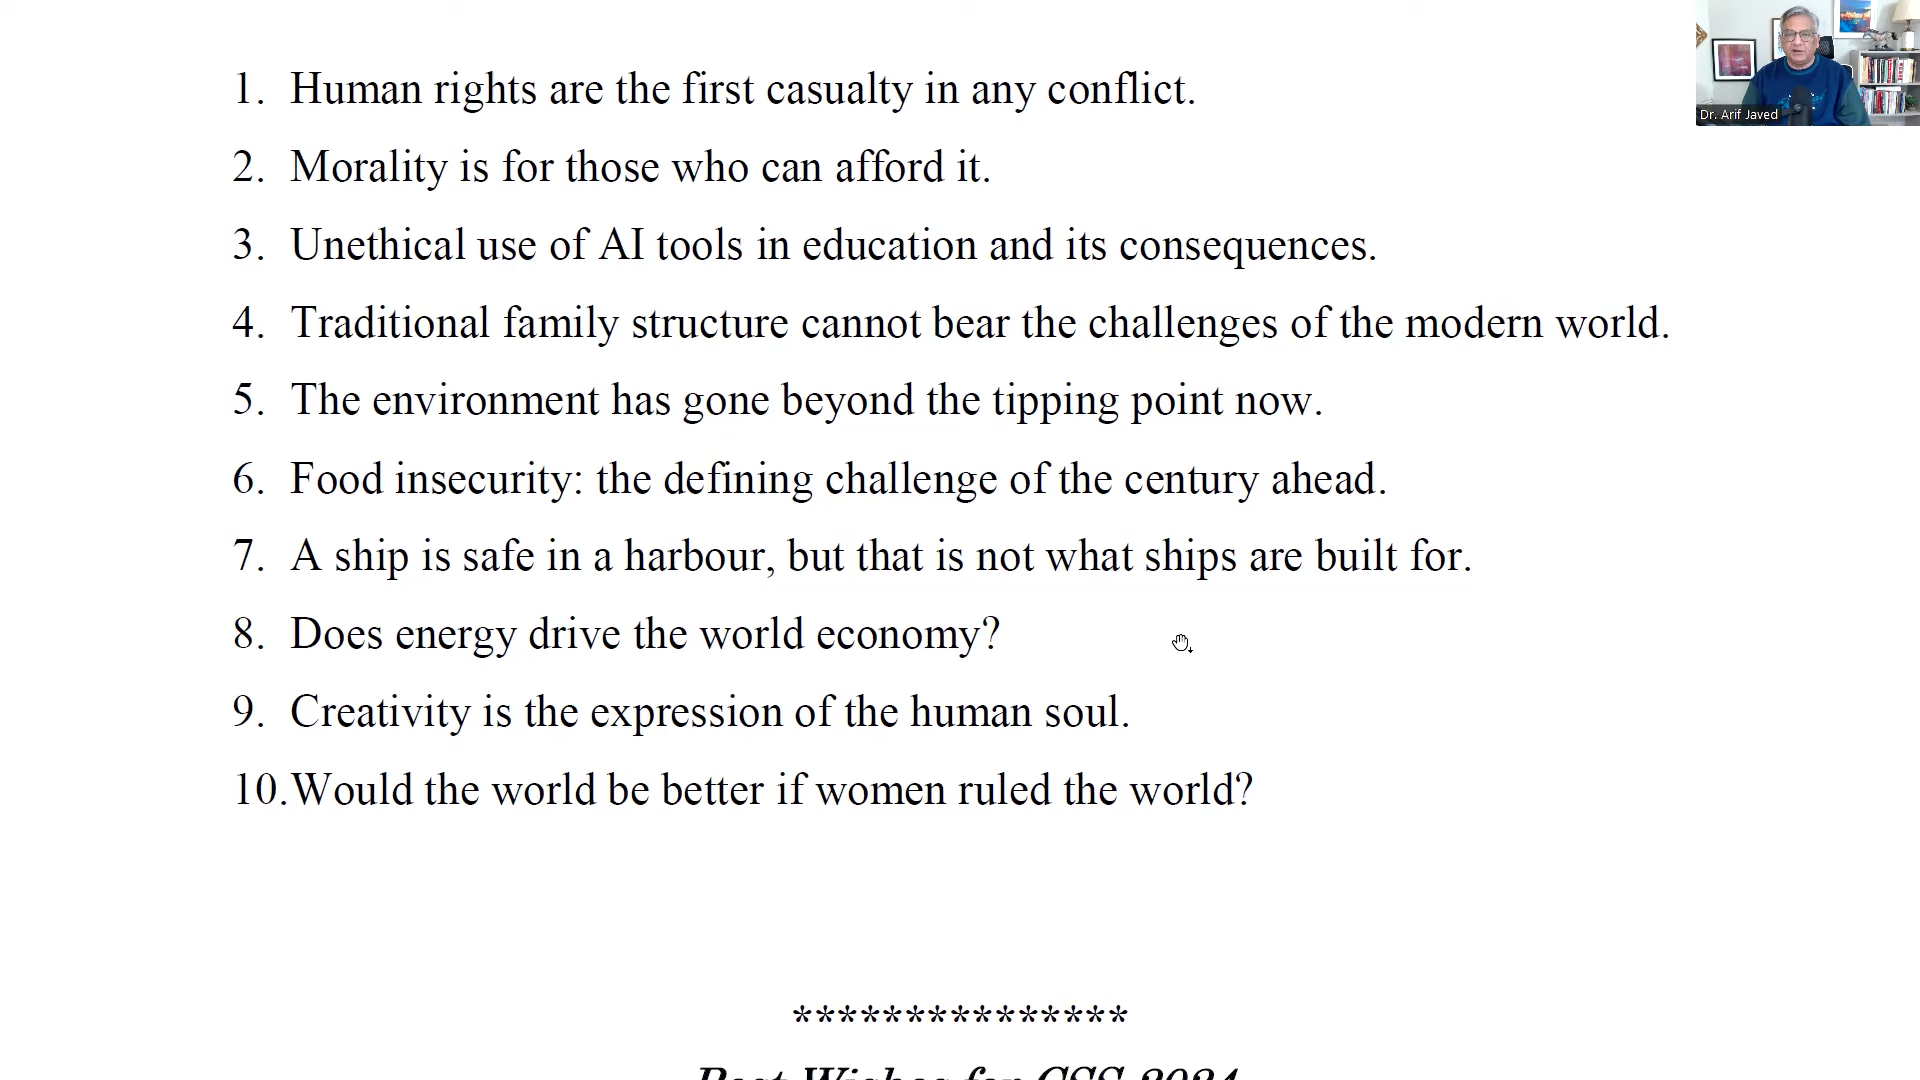 1. Human rights are the first casualty in any conflict.
Dr. Arif Javed
2. Morality is for those who can afford it.
3. Unethical use of AI tools in education and its consequences.
4. Traditional family structure cannot bear the challenges of the modern world.
5. The environment has gone beyond the tipping point now.
6. Food insecurity: the defining challenge of the century ahead.
7. A ship is safe in a harbour, but that is not what ships are built for.
8. Does energy drive the world economy?
9. Creativity is the expression of the human soul.
10. Would the world be better if women ruled the world?
***************
Best Wishes for CSS 2024